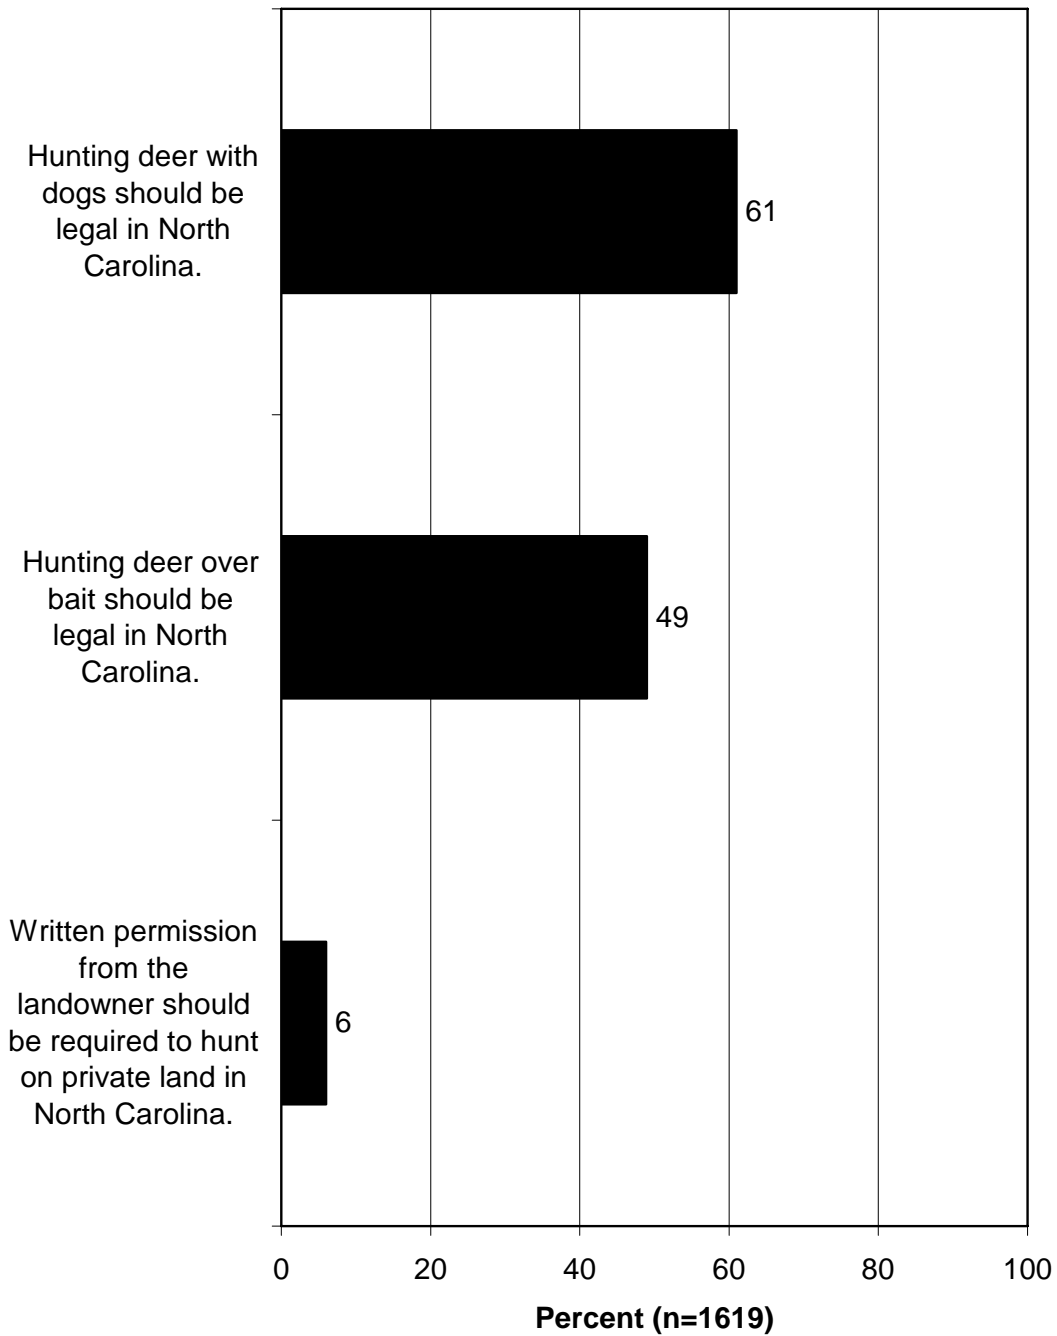 Hunting deer with
dogs should be
legal in North
Carolina.
61
Hunting deer over
bait should be
legal in North
Carolina.
49
Written permission
from the
landowner should
be required to hunt
on private land in
North Carolina.
6
0 20 40 60 80 100
Percent (n=1619)